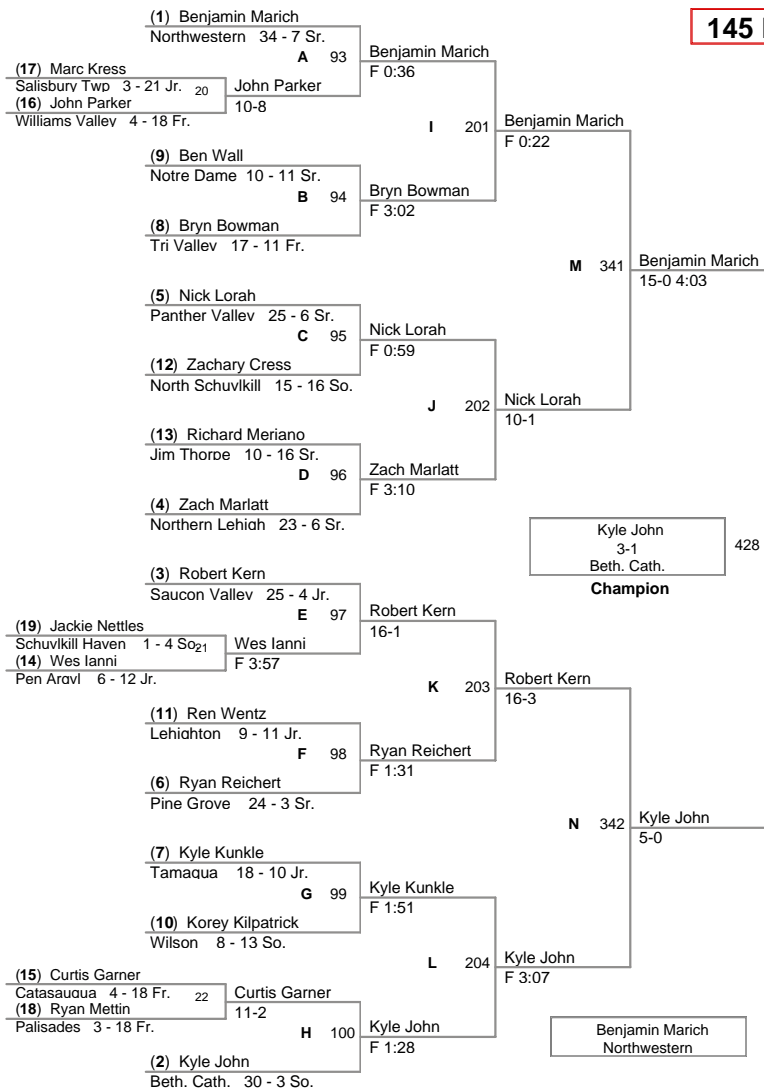 (1) Benjamin Marich
Northwestern 34 - 7 Sr.
145
A 93
Benjamin Marich
F 0:36
(17) Marc Kress
Salisbury Twp 3 - 21 Jr. 20
(16) John Parker
Williams Valley 4 - 18 Fr.
John Parker
10-8
I 201
Benjamin Marich
F 0:22
(9) Ben Wall
Notre Dame 10 - 11 Sr.
B 94
Bryn Bowman
F 3:02
(8) Bryn Bowman
Tri Valley 17 - 11 Fr.
M 341
Benjamin Marich
15-0 4:03
(5) Nick Lorah
Panther Valley 25 - 6 Sr.
C 95
Nick Lorah
F 0:59
(12) Zachary Cress
North Schuylkill 15 - 16 So.
J 202
Nick Lorah
10-1
(13) Richard Meriano
Jim Thorpe 10 - 16 Sr.
D 96
Zach Marlatt
F 3:10
(4) Zach Marlatt
Northern Lehigh 23 - 6 Sr.
Kyle John
3-1
Beth. Cath.
428
Champion
(3) Robert Kern
Saucon Valley 25 - 4 Jr.
E 97
Robert Kern
16-1
(19) Jackie Nettles
Schuylkill Haven 1 - 4 So. 21
(14) Wes Ianni
Pen Argyl 6 - 12 Jr.
Wes Ianni
F 3:57
K 203
Robert Kern
16-3
(11) Ren Wentz
Lehighton 9 - 11 Jr.
F 98
Ryan Reichert
F 1:31
(6) Ryan Reichert
Pine Grove 24 - 3 Sr.
N 342
Kyle John
5-0
(7) Kyle Kunkle
Tamaqua 18 - 10 Jr.
G 99
Kyle Kunkle
F 1:51
(10) Korey Kilpatrick
Wilson 8 - 13 So.
L 204
Kyle John
F 3:07
(15) Curtis Garner
Catasauqua 4 - 18 Fr. 22
(18) Ryan Mettin
Palisades 3 - 18 Fr.
Curtis Garner
11-2
H 100
Kyle John
F 1:28
(2) Kyle John
Beth. Cath. 30 - 3 So.
Benjamin Marich
Northwestern